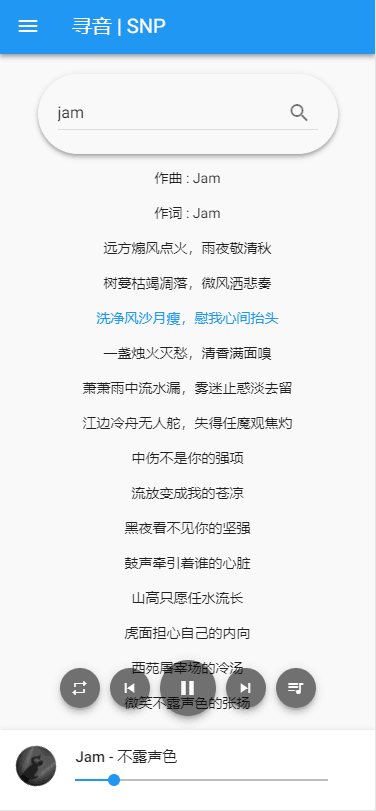 寻音 | SNP
jam
作曲 : Jam
作词 : Jam
远方煽风点火，雨夜敬清秋
树蔓枯竭凋落，微风洒悲奏
洗净风沙月瘦，慰我心间抬头
一盏烛火灭愁，清香满面嗅
萧萧雨中流水漏，雾迷止惑淡去留
江边冷舟无人舵，失得任魔观焦灼
中伤不是你的强项
流放变成我的苍凉
黑夜看不见你的坚强
鼓声牵引着谁的心脏
山高只愿任水流长
虎面担心自己的内向
西苑屠宰场的冷汤
微笑不露声色的张扬
Jam - 不露声色